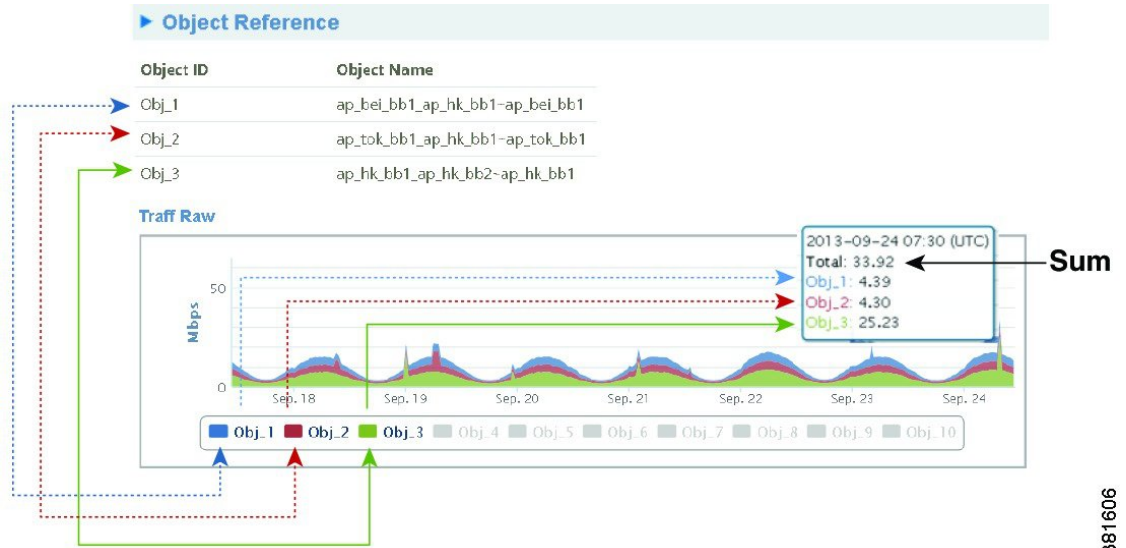 Object Reference
Object ID Object Name
Obj_1 ap_bei_bb1_ap_hk_bb1-ap_bei_bb1
Obj_2 ap_tok_bb1_ap_hk_bb1-ap_tok_bb1
Obj_3 ap_hk_bb1_ap_hk_bb2-ap_hk_bb1
Traff Raw
2013-09-24 07:30 (UTC)
Total: 33.92
Sum
Obj_1: 4.39
Obj_2: 4.30
Obj_3: 25.23
Mbps
50
0
Sep. 18 Sep. 19 Sep. 20 Sep. 21 Sep. 22 Sep. 23 Sep. 24
Obj_1 Obj_2 Obj_3 Obj_4 Obj_5 Obj_6 Obj_7 Obj_8 Obj_9 Obj_10
381606